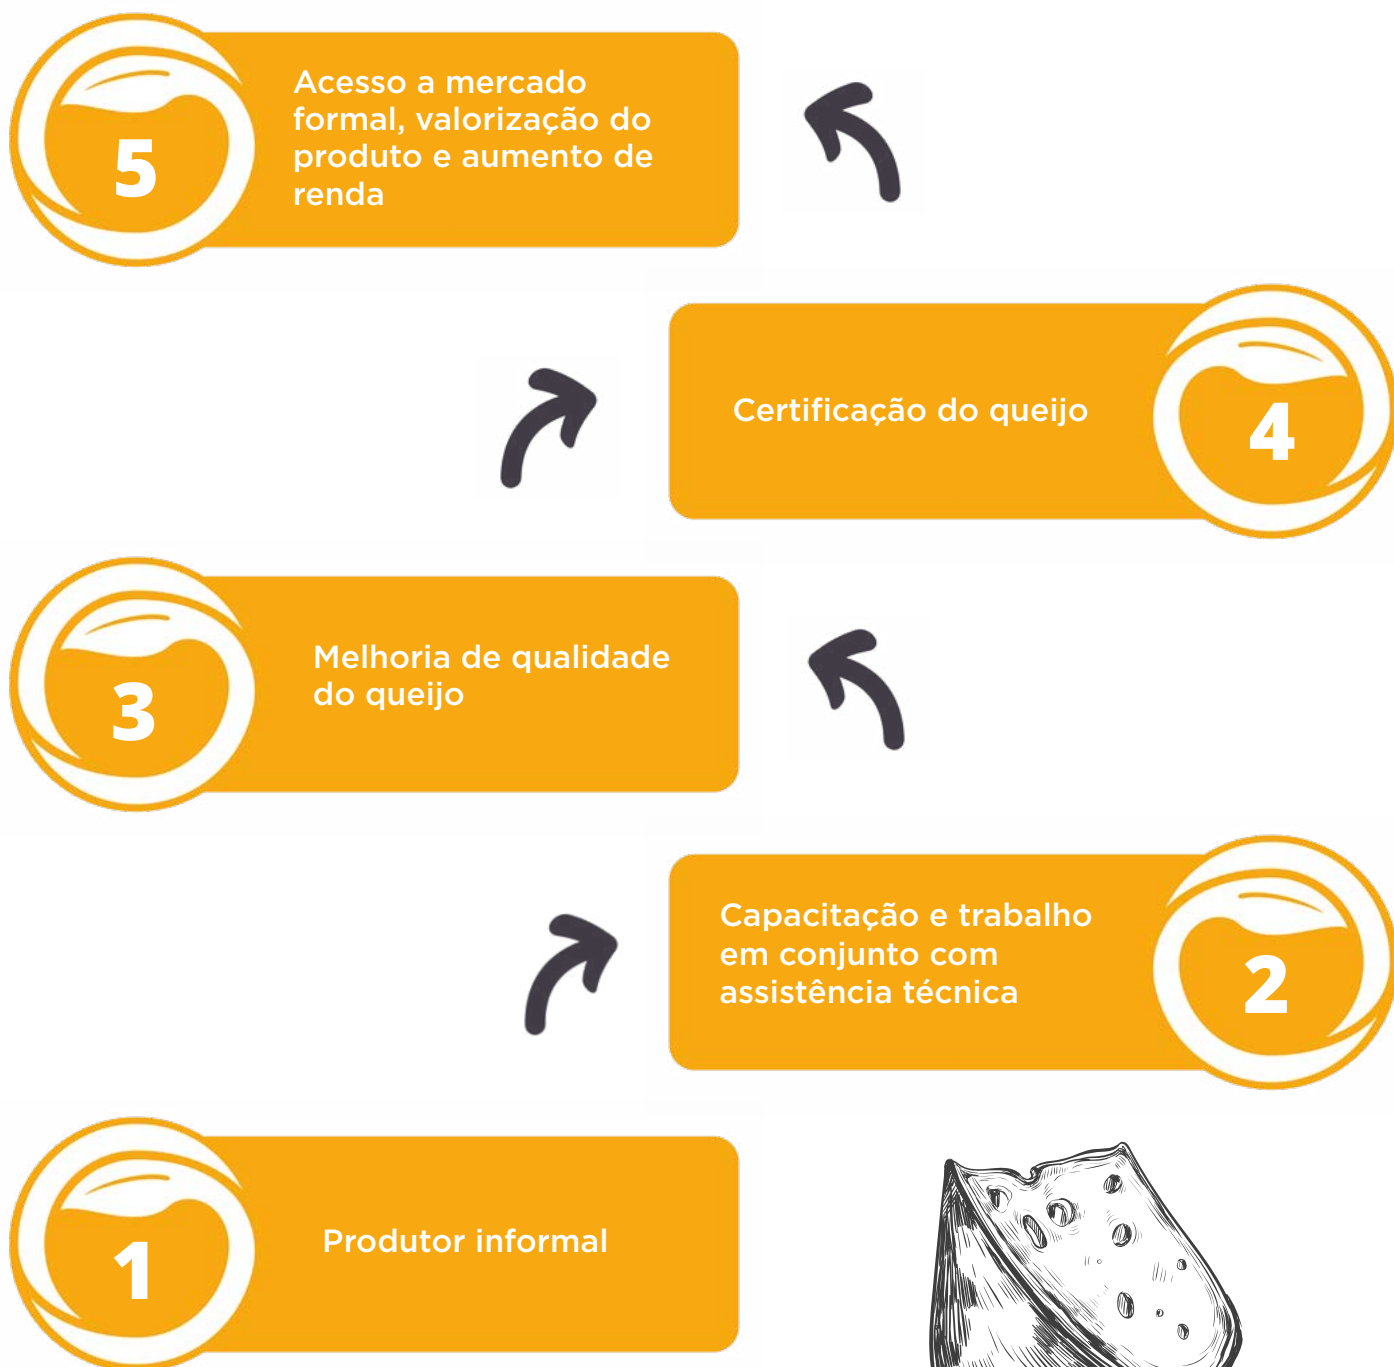 5
Acesso a mercado
formal, valorização do
produto e aumento de
renda
Certificação do queijo
4
3
Melhoria de qualidade
do queijo
Capacitação e trabalho
em conjunto com
assistência técnica
2
1
Produtor informal